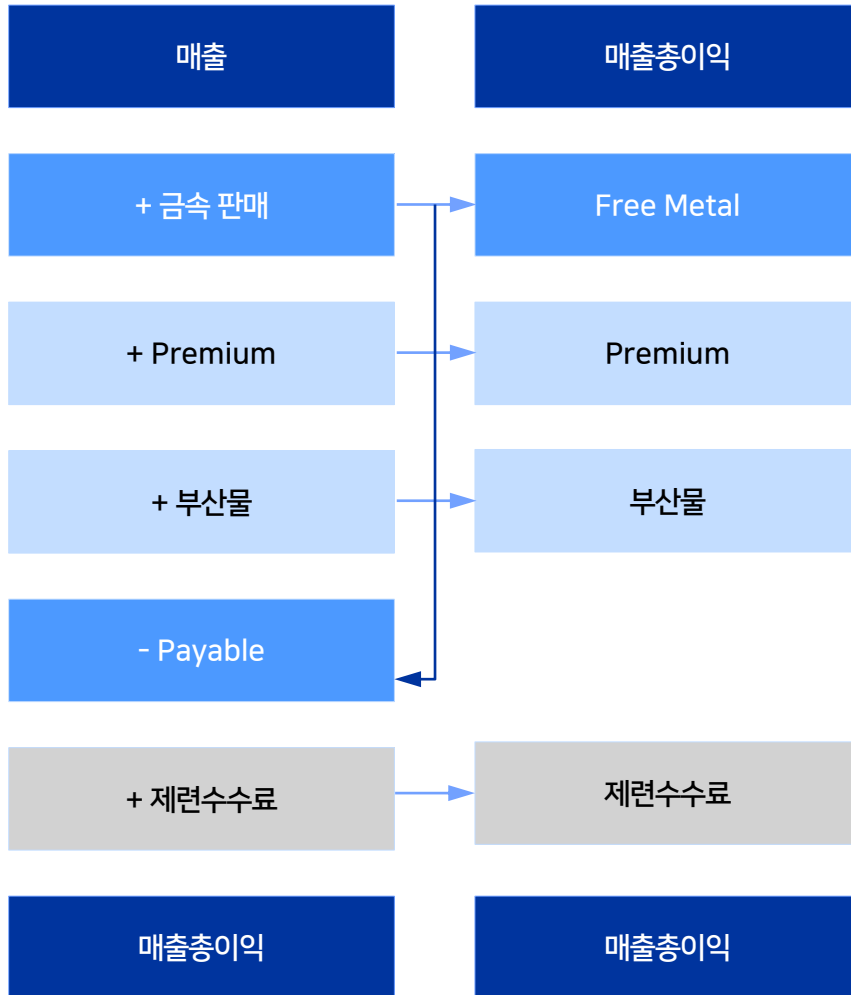 매출
매출총이익
+ 금속 판매
Free Metal
+ Premium
Premium
+ 부산물
부산물
- Payable
+ 제련수수료
제련수수료
매출총이익
매출총이익